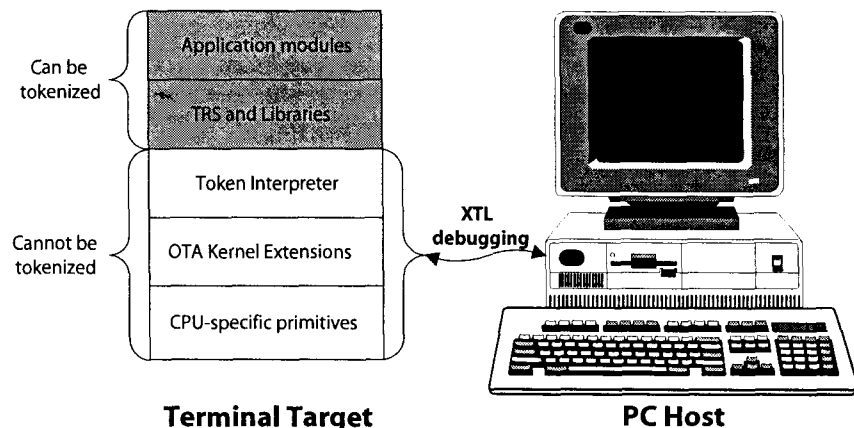 Application modules
Can be
tokenized
TRS and Libraries
Token Interpreter
XTL
debugging
Cannot be
tokenized
OTA Kernel Extensions
CPU-specific primitives
Terminal Target
PC Host